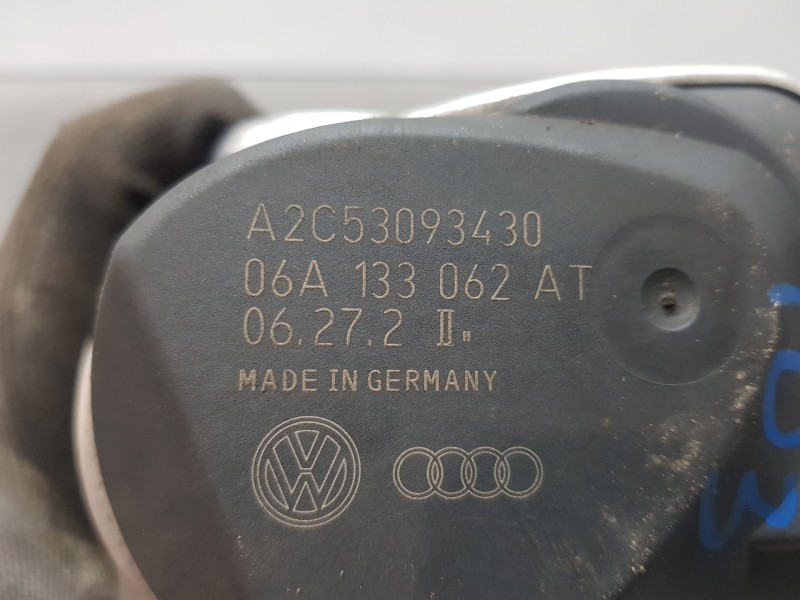 A2C53093430
06A 133 062 AT
06.27.2 II.
MADE IN GERMANY